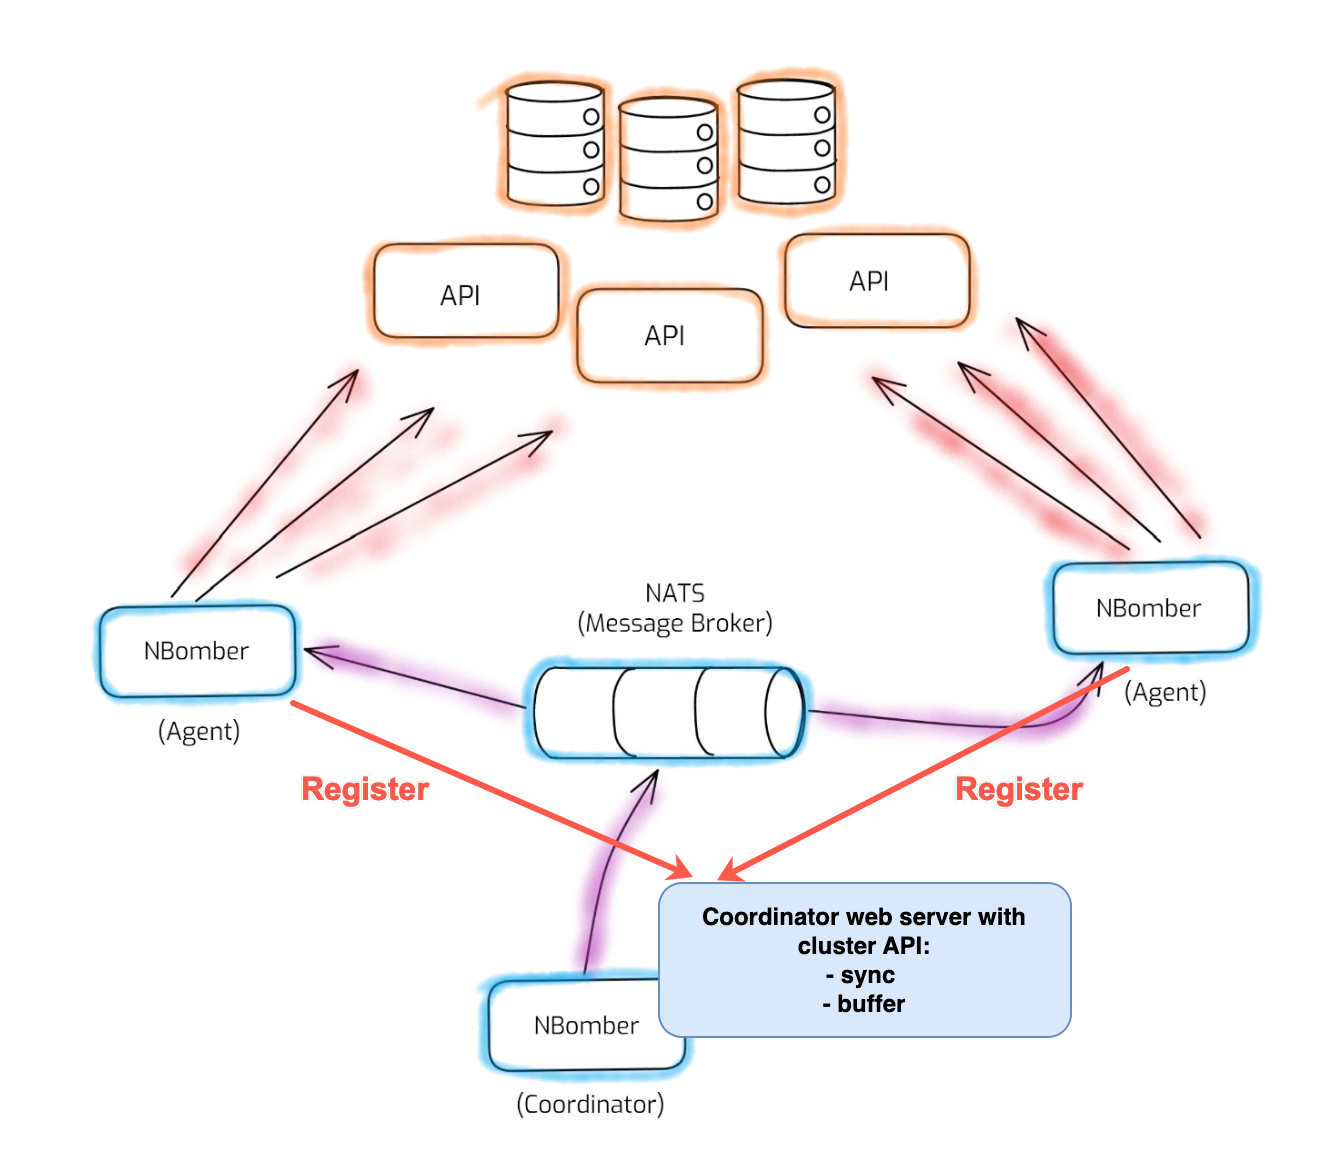 API
API
API
NATS
(Message Broker)
NBomber
(Agent)
NBomber
(Agent)
Register
Register
Coordinator web server with
cluster API:
- sync
- buffer
NBomber
(Coordinator)